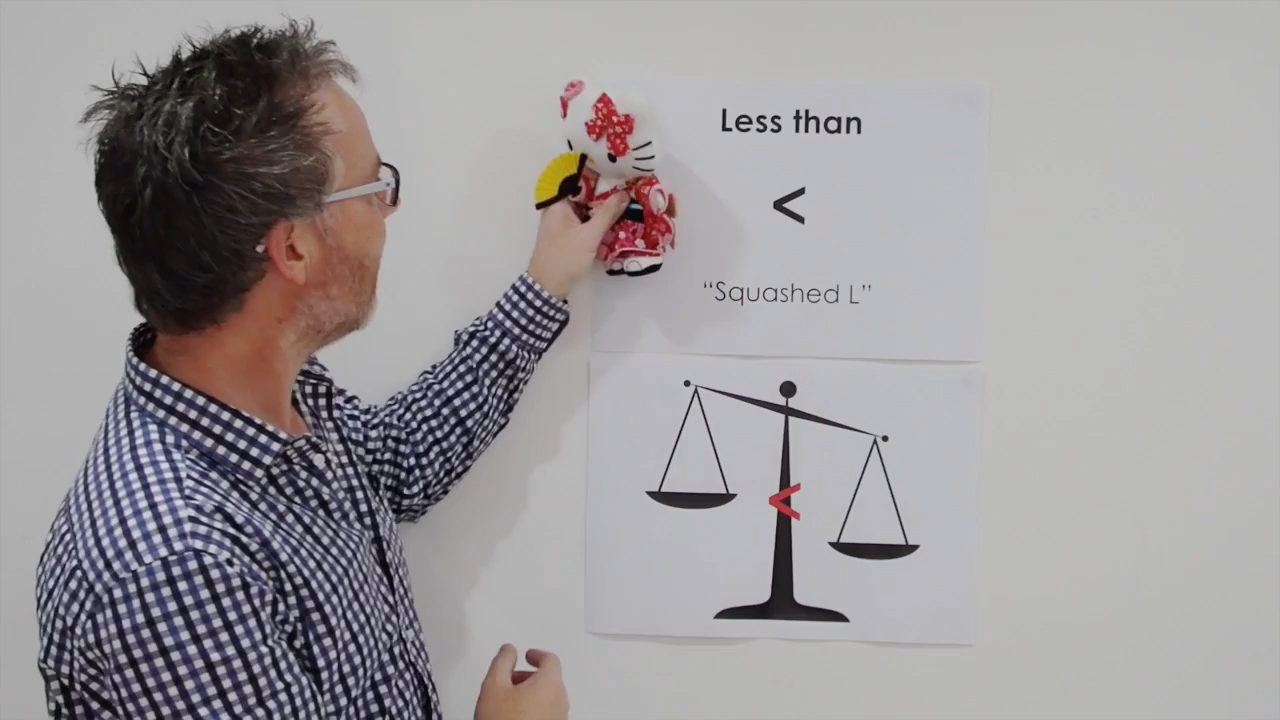 Less than
<
“Squashed L”
<